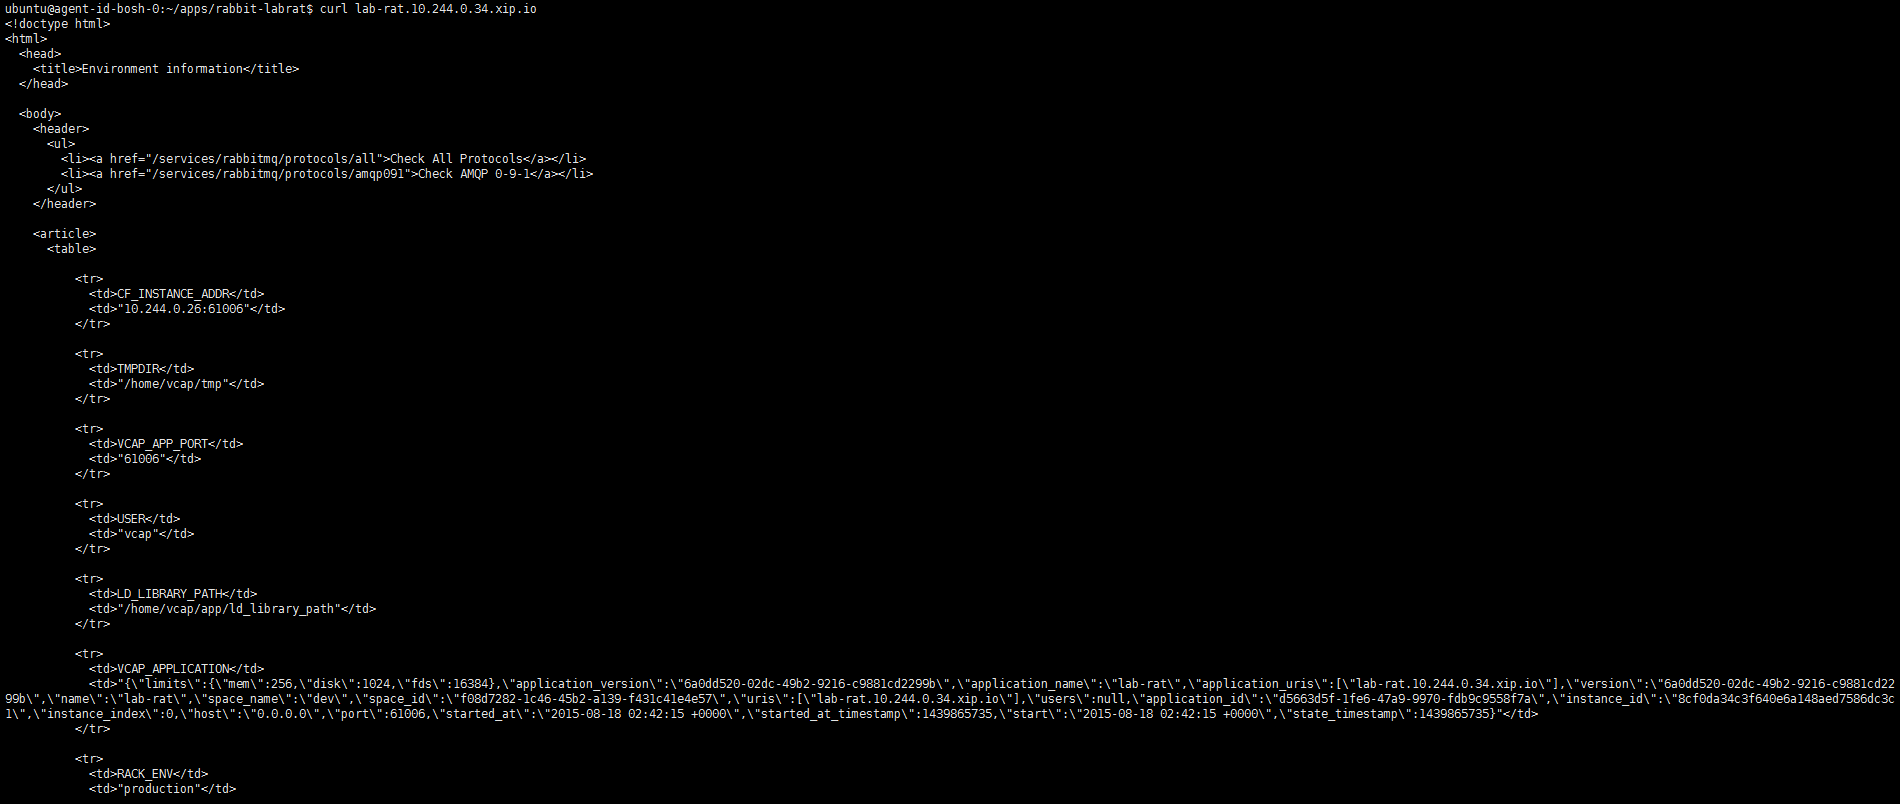 ubuntu@agent-id-bosh-0:~/apps/rabbit-labrat$ curl lab-rat.10.244.0.34.xip.io
<!doctype html>
<html>
  <head>
    <title>Environment information</title>
  </head>

  <body>
    <header>
      <ul>
        <li><a href="/services/rabbitmq/protocols/all">Check All Protocols</a></li>
        <li><a href="/services/rabbitmq/protocols/amqp091">Check AMQP 0-9-1</a></li>
      </ul>
    </header>

    <article>
      <table>

          <tr>
            <td>CF_INSTANCE_ADDR</td>
            <td>"10.244.0.26:61006"</td>
          </tr>

          <tr>
            <td>TMPDIR</td>
            <td>"/home/vcap/tmp"</td>
          </tr>

          <tr>
            <td>VCAP_APP_PORT</td>
            <td>"61006"</td>
          </tr>

          <tr>
            <td>USER</td>
            <td>"vcap"</td>
          </tr>

          <tr>
            <td>LD_LIBRARY_PATH</td>
            <td>"/home/vcap/app/ld_library_path"</td>
          </tr>

          <tr>
            <td>VCAP_APPLICATION</td>
            <td>"{\"limits\":{\"mem\":256,\"disk\":1024,\"fds\":16384},\"application_version\":\"6a0dd520-02dc-49b2-9216-c9881cd2299b\",\"application_name\":\"lab-rat\",\"application_uris\":[\"lab-rat.10.244.0.34.xip.io\"],\"version\":\"6a0dd520-02dc-49b2-9216-c9881cd22
99b\",\"name\":\"lab-rat\",\"space_name\":\"dev\",\"space_id\":\"f08d7282-1c46-45b2-a139-f431c41e4e57\",\"uris\":[\"lab-rat.10.244.0.34.xip.io\"],\"users\":null,\"application_id\":\"d5663d5f-1fe6-47a9-9970-fdb9c9558f7a\",\"instance_id\":\"8cf0da34c3f640e6a148aed7586dc3c
1\",\"instance_index\":0,\"host\":\"0.0.0.0\",\"port\":61006,\"started_at\":\"2015-08-18 02:42:15 +0000\",\"started_at_timestamp\":1439865735,\"start\":\"2015-08-18 02:42:15 +0000\",\"state_timestamp\":1439865735}"</td>
          </tr>

          <tr>
            <td>RACK_ENV</td>
            <td>"production"</td>